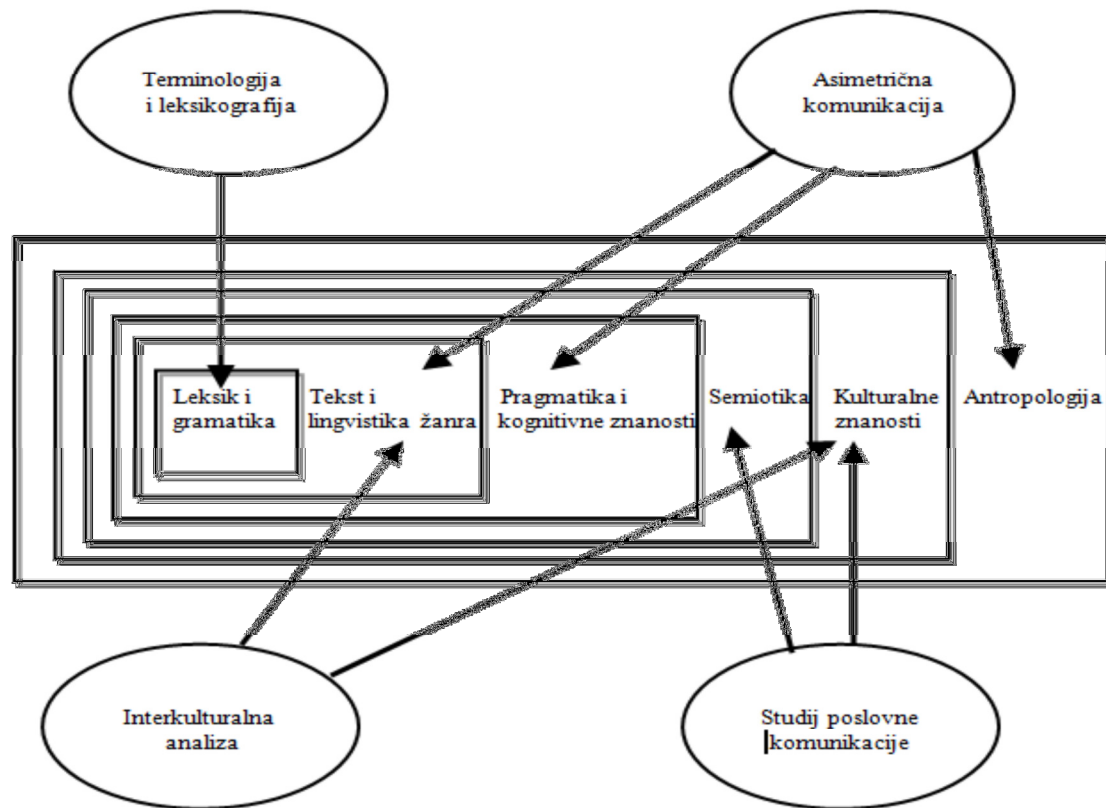 Terminologija
i leksikografija
Asimetrična
komunikacija
Leksik i
gramatika
Tekst i
lingvistika žanra
Pragmatika i
kognitivne znanosti
Semiotika
Kulturalne
znanosti
Antropologija
Interkulturalna
analiza
Studij poslovne
komunikacije